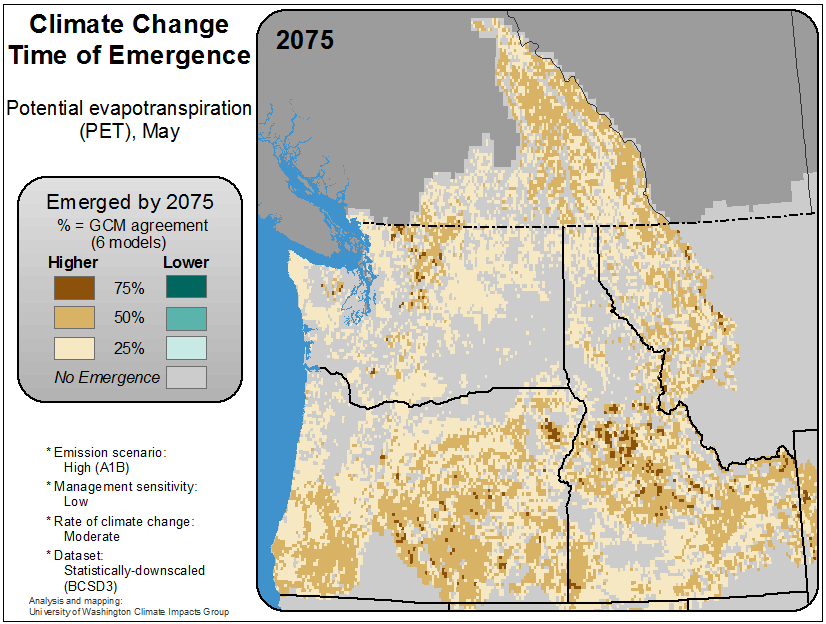 Climate Change
Time of Emergence
Potential evapotranspiration
(PET), May
Emerged by 2075
% = GCM agreement
(6 models)
Higher Lower
75%
50%
25%
No Emergence
* Emission scenario:
High (A1B)
* Management sensitivity:
Low
* Rate of climate change:
Moderate
* Dataset:
Statistically-downscaled
(BCSD3)
Analysis and mapping:
University of Washington Climate Impacts Group
2075